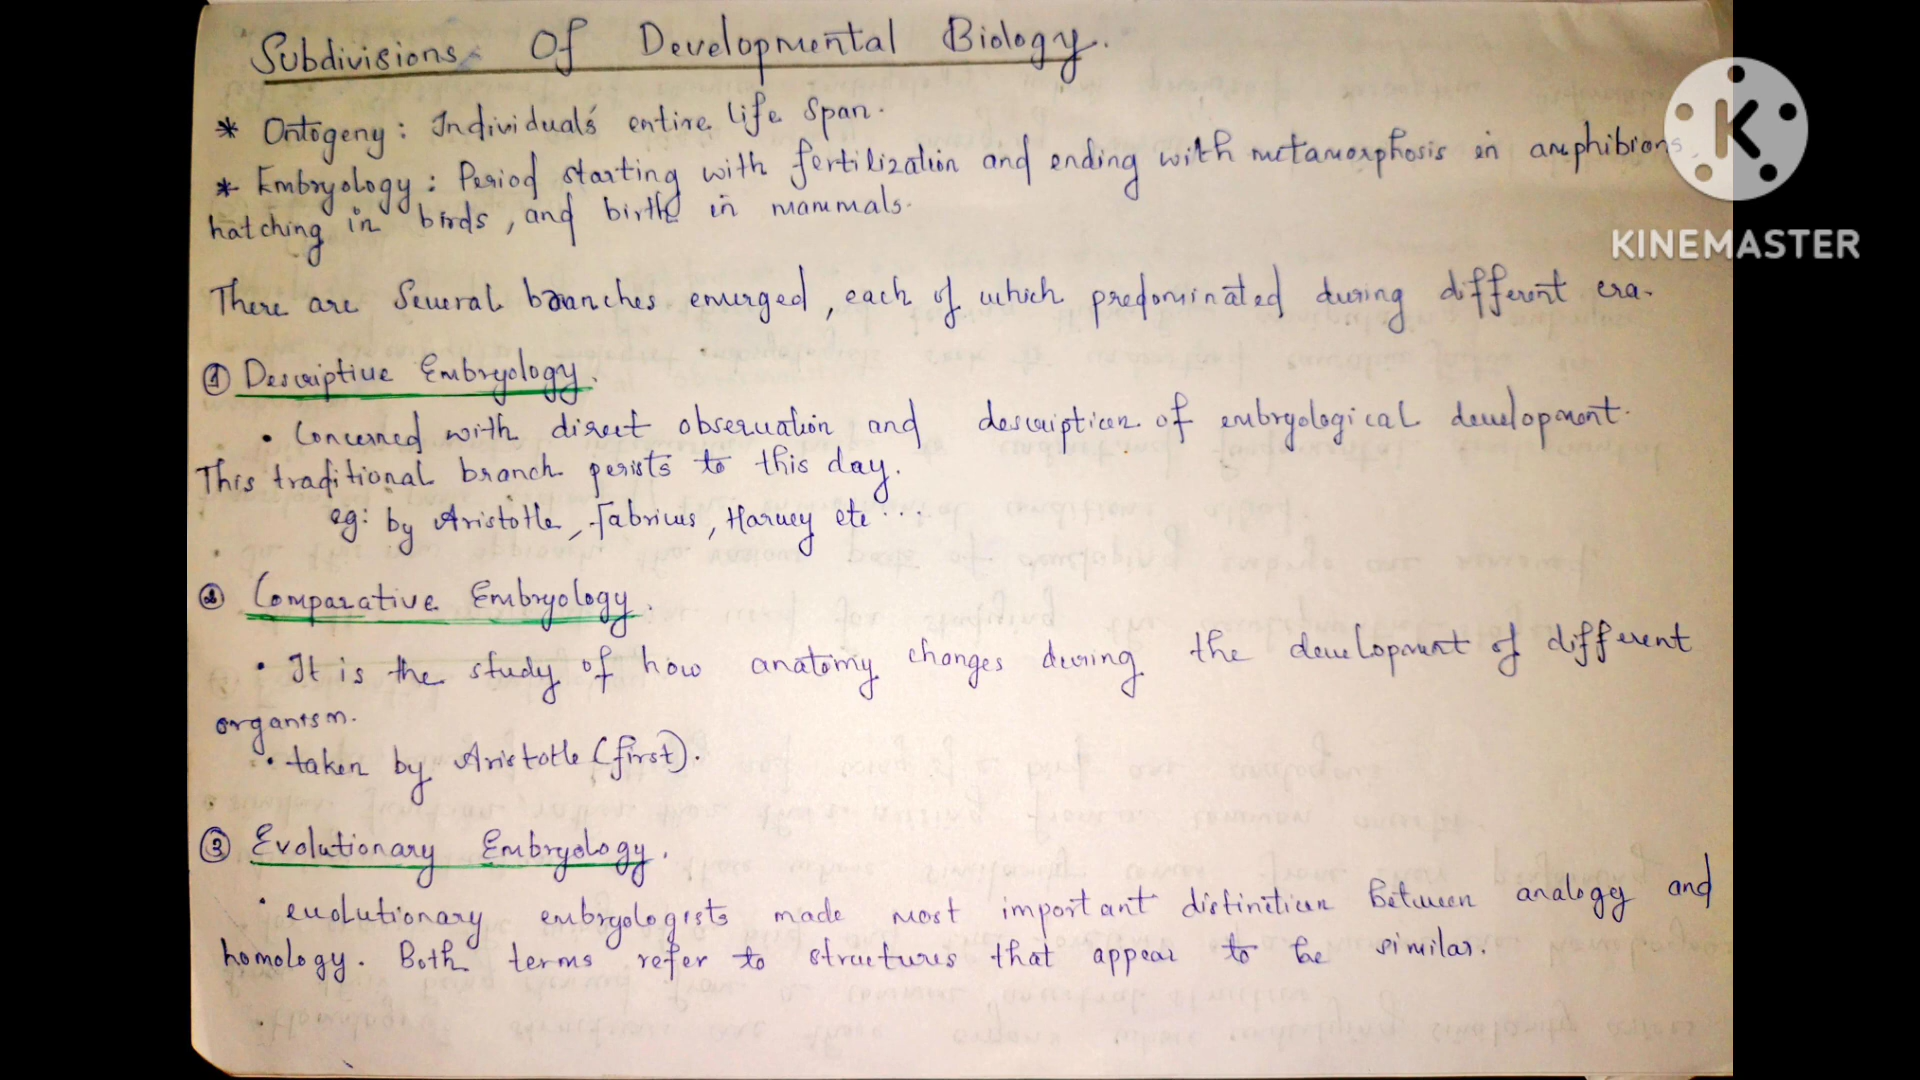 Subdivisions Of Developmental Biology.
* Ontogeny: Individual's entire life span.
* Embryology: Period starting with fertilization and ending with metamorphosis in amphibians,
hatching in birds, and birth in mammals.
There are several branches emerged, each of which predominated during different era.
① Descriptive Embryology.
• Concerned with direct observation and description of embryological development.
This traditional branch perists to this day.
eg: by Aristotle, Fabricus, Harvey etc ...
② Comparative Embryology.
• It is the study of how anatomy changes during the development of different
organism.
• taken by Aristotle (first).
③ Evolutionary Embryology.
• evolutionary embryologists made most important distinction Between analogy and
homology. Both terms refer to structures that appear to be similar.
K
KINEMASTER